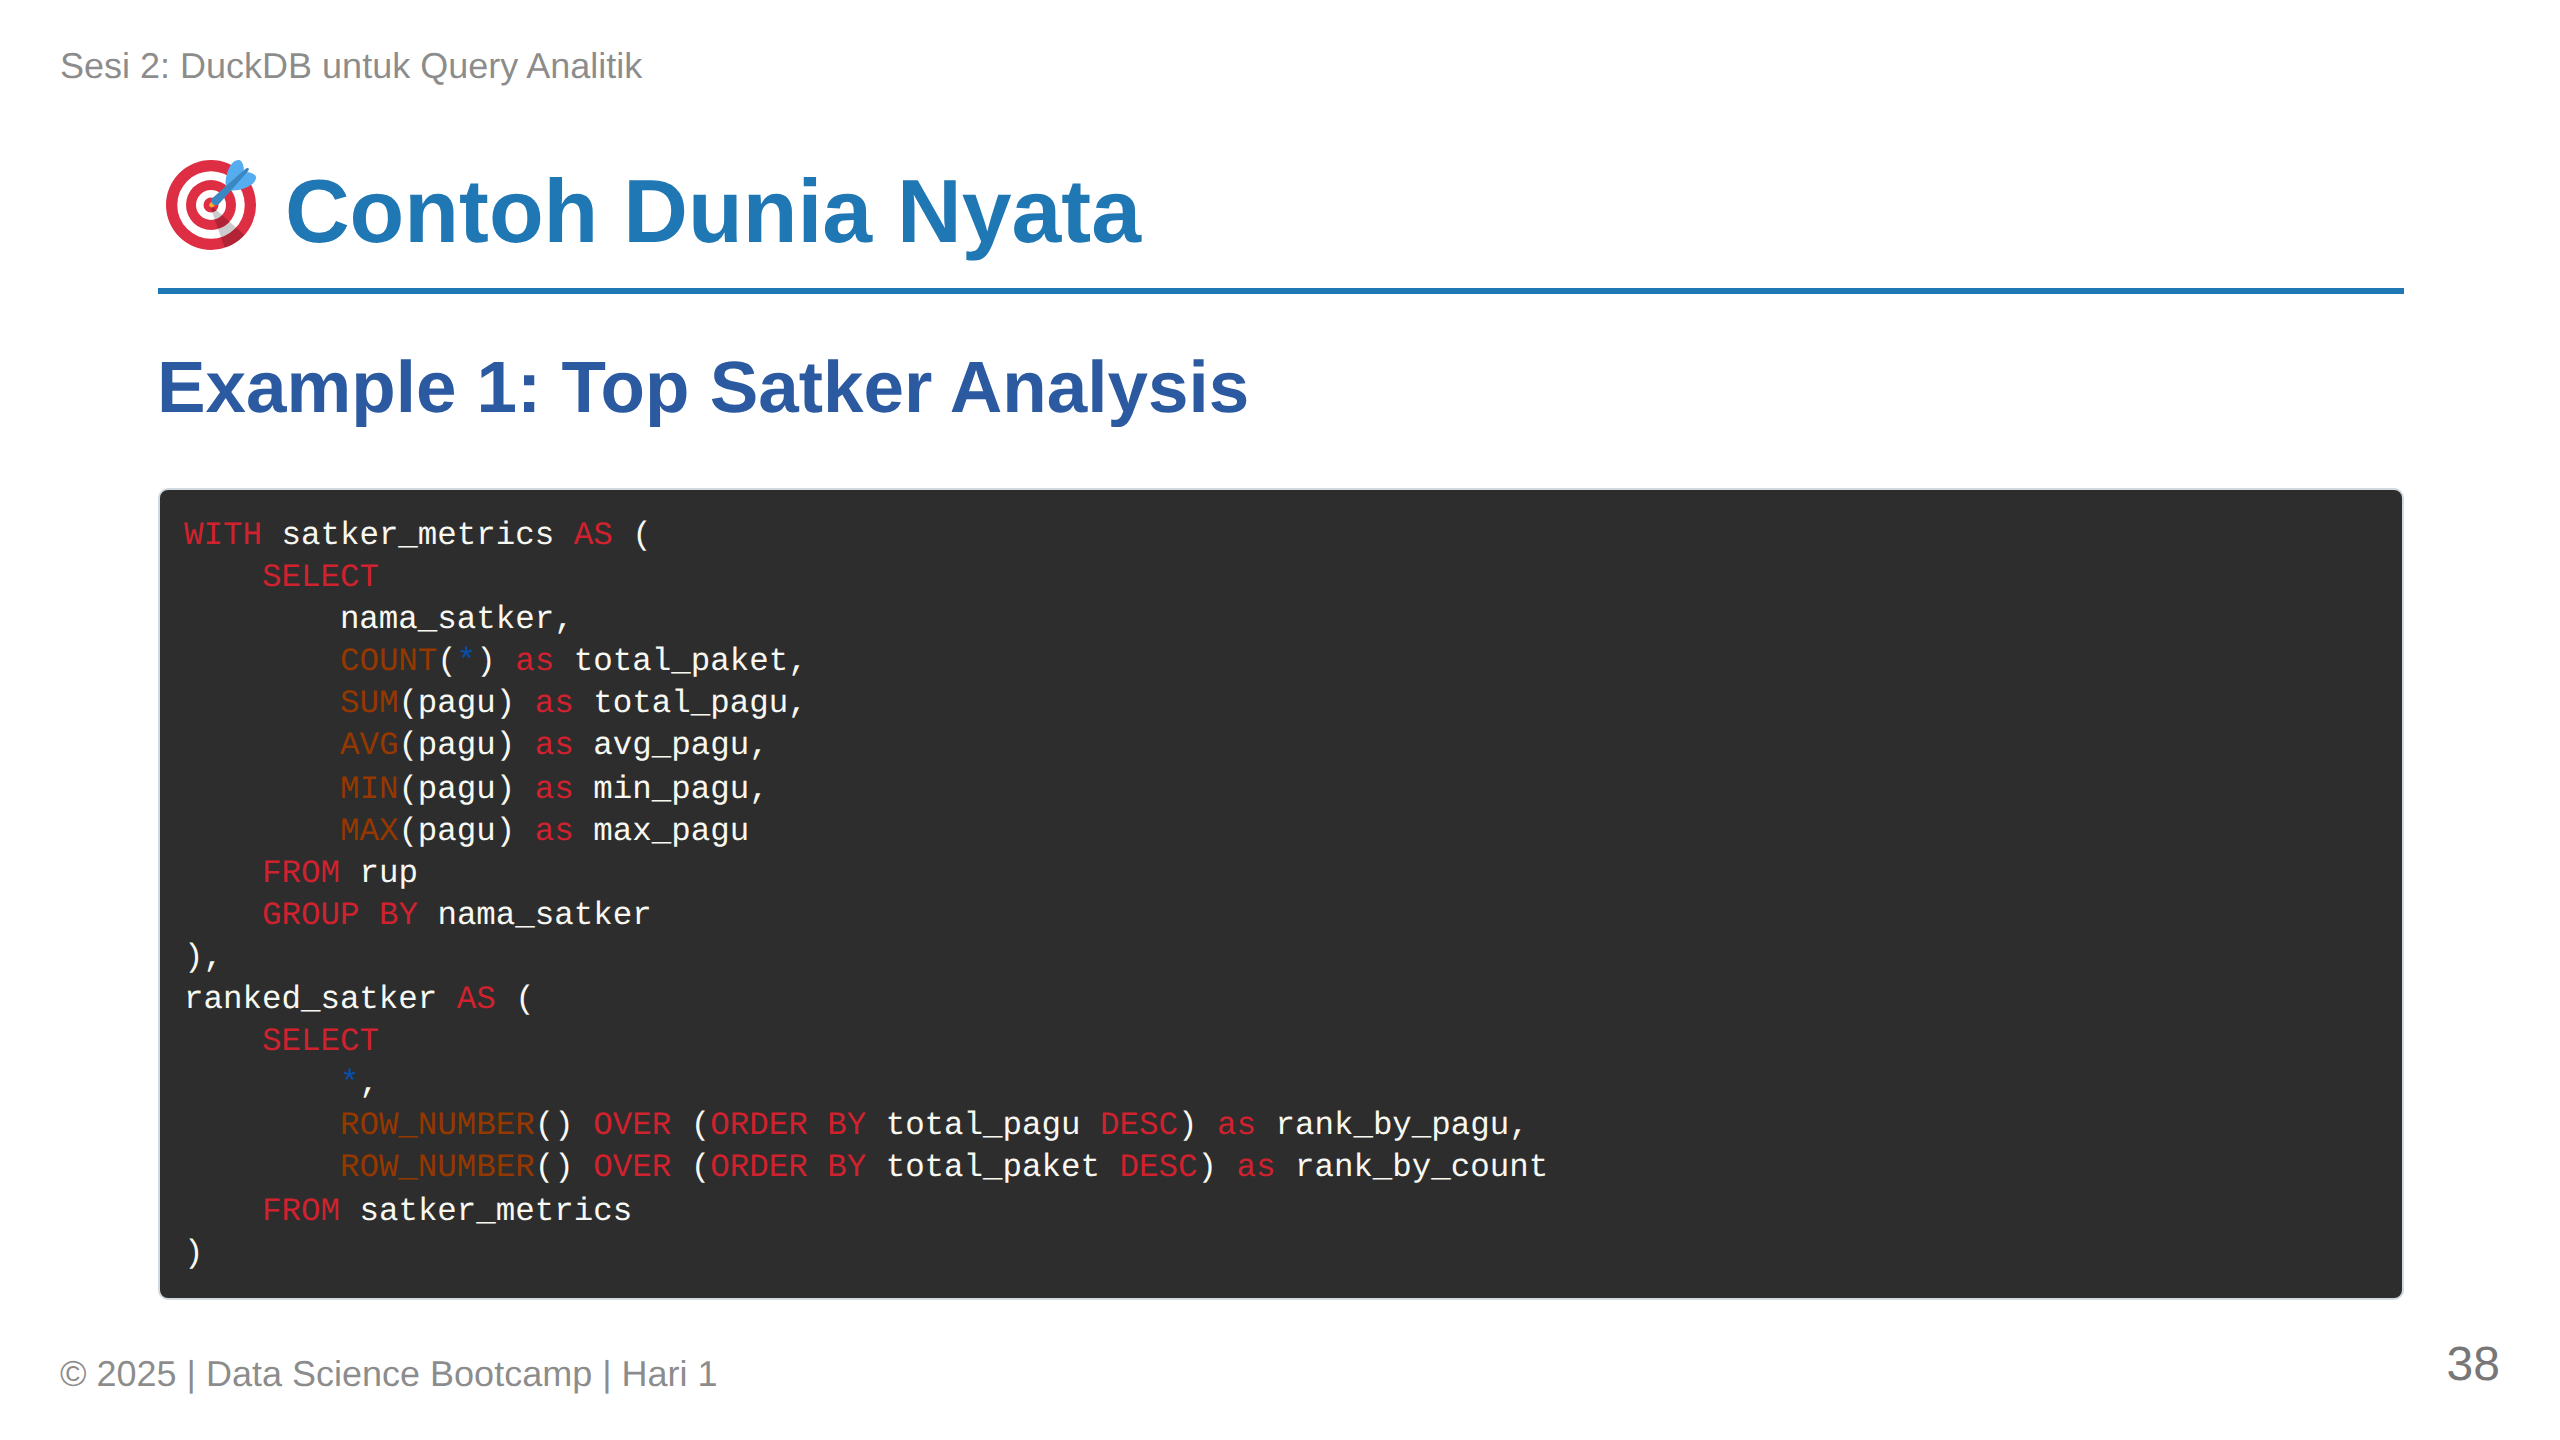 Sesi 2: DuckDB untuk Query Analitik
Contoh Dunia Nyata
Example 1: Top Satker Analysis
WITH satker_metrics AS (
    SELECT
        nama_satker,
        COUNT(*) as total_paket,
        SUM(pagu) as total_pagu,
        AVG(pagu) as avg_pagu,
        MIN(pagu) as min_pagu,
        MAX(pagu) as max_pagu
    FROM rup
    GROUP BY nama_satker
),
ranked_satker AS (
    SELECT
        *,
        ROW_NUMBER() OVER (ORDER BY total_pagu DESC) as rank_by_pagu,
        ROW_NUMBER() OVER (ORDER BY total_paket DESC) as rank_by_count
    FROM satker_metrics
)
© 2025 | Data Science Bootcamp | Hari 1
38